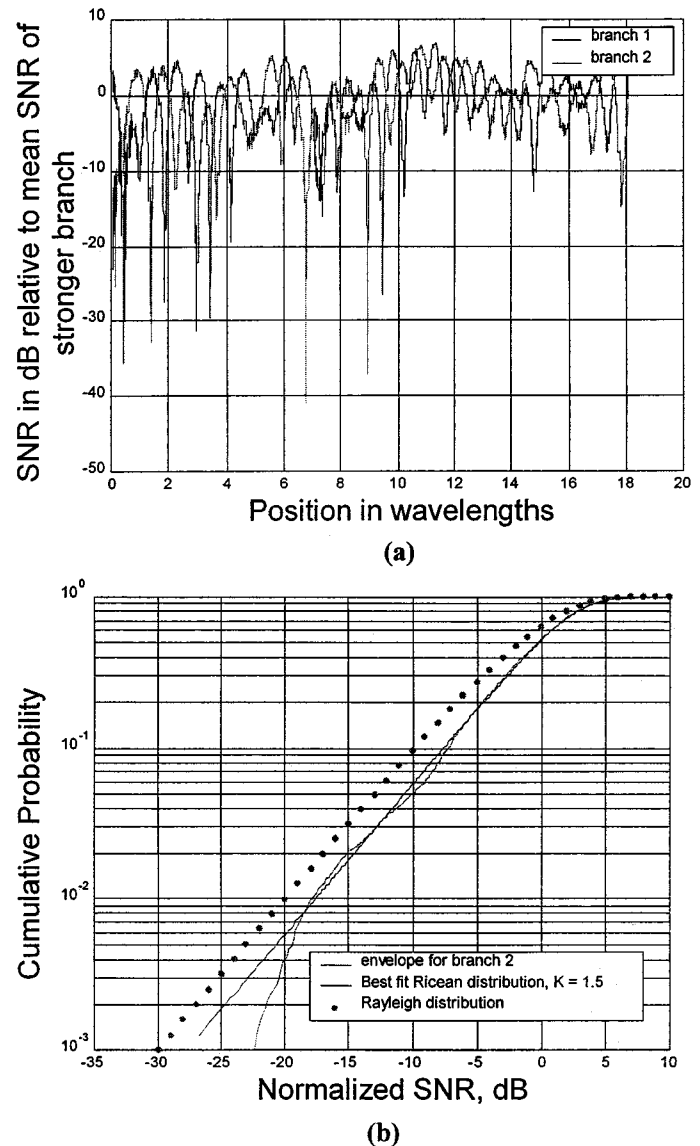 SNR in dB relative to mean SNR of
stronger branch
10
0
-10
-20
-30
-40
-50
branch 1
branch 2
0 2 4 6 8 10 12 14 16 18 20
Position in wavelengths
(a)
Cumulative Probability
10^0
10^-1
10^-2
10^-3
envelope for branch 2
Best fit Ricean distribution, K = 1.5
Rayleigh distribution
-35 -30 -25 -20 -15 -10 -5 0 5 10
Normalized SNR, dB
(b)